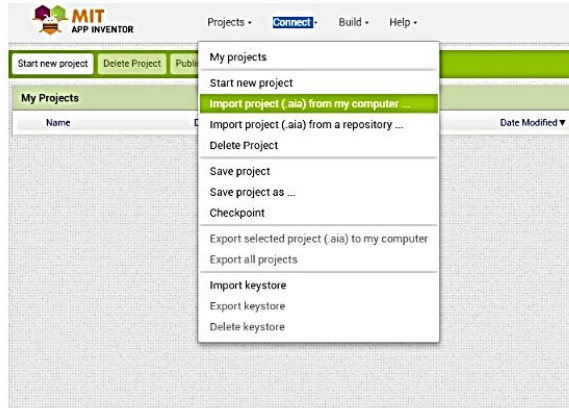 MIT
APP INVENTOR
Projects
Connect
Build
Help
Start new project
Delete Project
Publi
My Projects
Name
D
Date Modified
My projects
Start new project
Import project (.aia) from my computer ...
Import project (.aia) from a repository ...
Delete Project
Save project
Save project as ...
Checkpoint
Export selected project (.aia) to my computer
Export all projects
Import keystore
Export keystore
Delete keystore